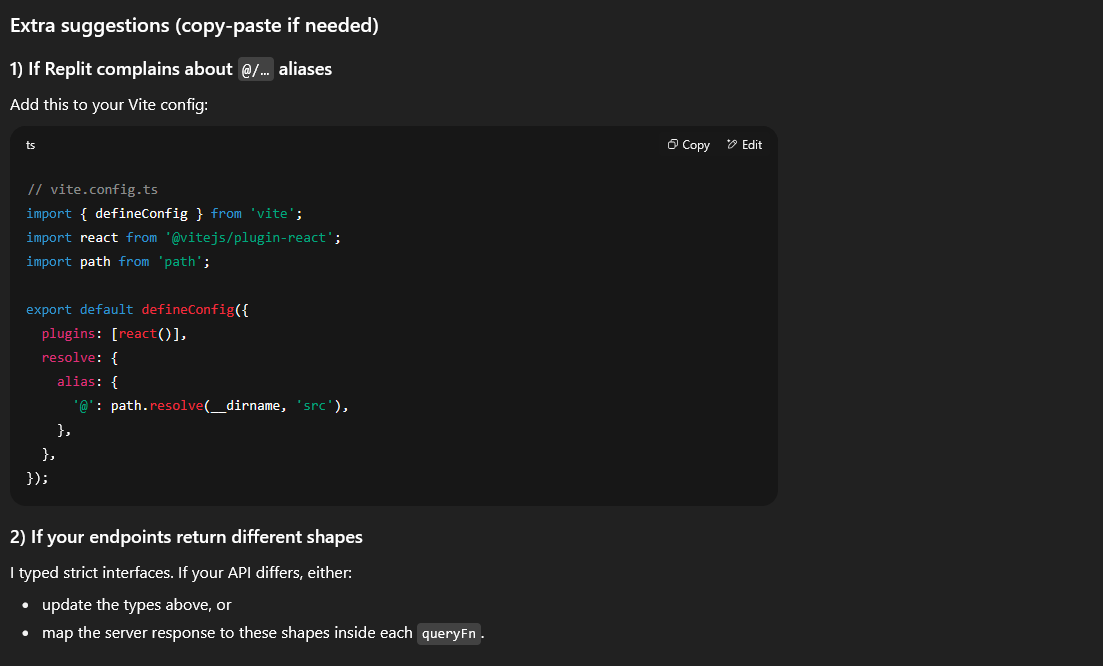 Extra suggestions (copy-paste if needed)
1) If Replit complains about @/… aliases
Add this to your Vite config:
ts
Copy
Edit
// vite.config.ts
import { defineConfig } from 'vite';
import react from '@vitejs/plugin-react';
import path from 'path';

export default defineConfig({
  plugins: [react()],
  resolve: {
    alias: {
      '@': path.resolve(__dirname, 'src'),
    },
  },
});
2) If your endpoints return different shapes
I typed strict interfaces. If your API differs, either:
• update the types above, or
• map the server response to these shapes inside each queryFn.